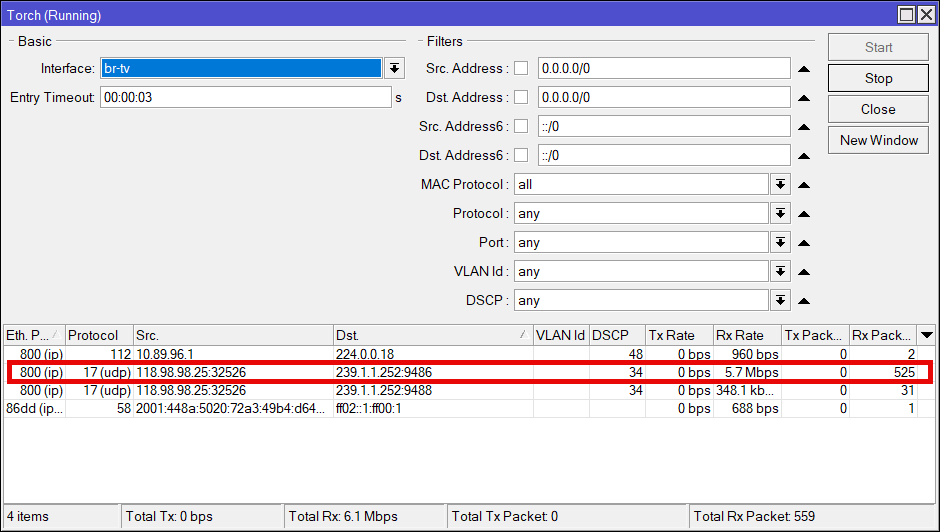 Torch (Running)
Basic
Interface: br-tv
Entry Timeout: 00:00:03 s
Filters
Src. Address : 0.0.0.0/0
Dst. Address : 0.0.0.0/0
Src. Address6 : ::/0
Dst. Address6 : ::/0
MAC Protocol : all
Protocol : any
Port : any
VLAN Id : any
DSCP : any
Start
Stop
Close
New Window
Eth. P... Protocol Src. Dst. VLAN Id DSCP Tx Rate Rx Rate Tx Pack... Rx Pack...
800 (ip) 112 10.89.96.1 224.0.0.18 48 0 bps 960 bps 0 2
800 (ip) 17 (udp) 118.98.98.25:32526 239.1.1.252:9486 34 0 bps 5.7 Mbps 0 525
800 (ip) 17 (udp) 118.98.98.25:32526 239.1.1.252:9488 34 0 bps 348.1 kb... 0 31
86dd (ip... 58 2001:448a:5020:72a3:49b4:d64... ff02::1:ff00:1 0 bps 688 bps 0 1
4 items Total Tx: 0 bps Total Rx: 6.1 Mbps Total Tx Packet: 0 Total Rx Packet: 559